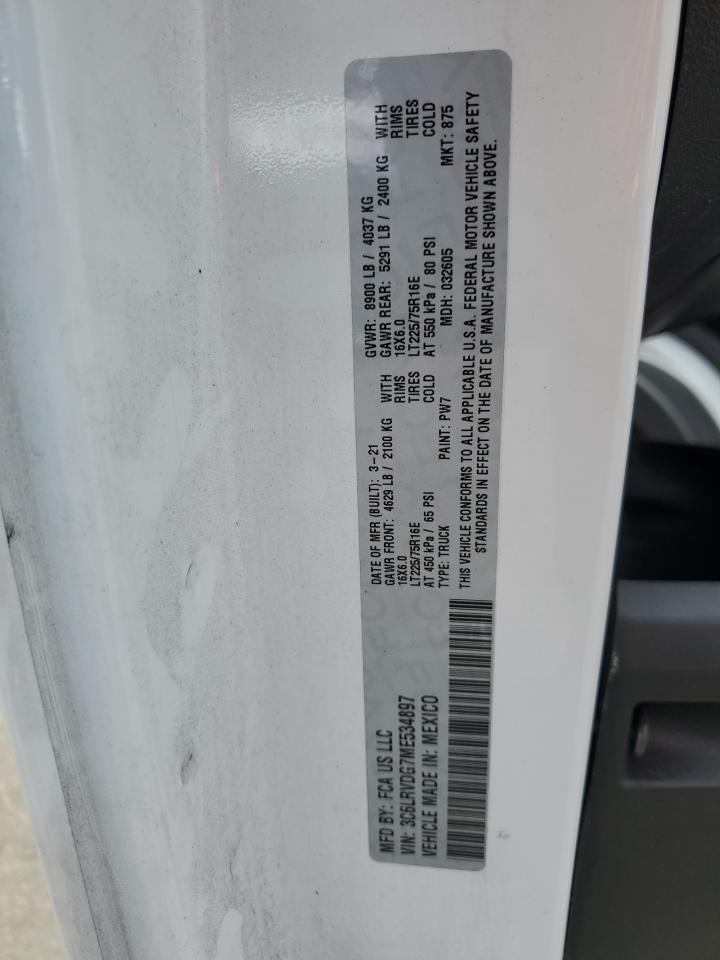 MFD BY: FCA US LLC
VIN: 3C6LRVDG7ME534897
VEHICLE MADE IN: MEXICO
DATE OF MFR (BUILT): 3-21 GVWR: 8900 LB / 4037 KG
GAWR FRONT: 4629 LB / 2100 KG WITH GAWR REAR: 5291 LB / 2400 KG WITH
16X6.0 RIMS 16X6.0 RIMS
LT225/75R16E TIRES LT225/75R16E TIRES
AT 450 kPa / 65 PSI COLD AT 550 kPa / 80 PSI COLD
TYPE: TRUCK PAINT: PW7 MDH: 032605 MKT: 875
THIS VEHICLE CONFORMS TO ALL APPLICABLE U.S.A. FEDERAL MOTOR VEHICLE SAFETY
STANDARDS IN EFFECT ON THE DATE OF MANUFACTURE SHOWN ABOVE.